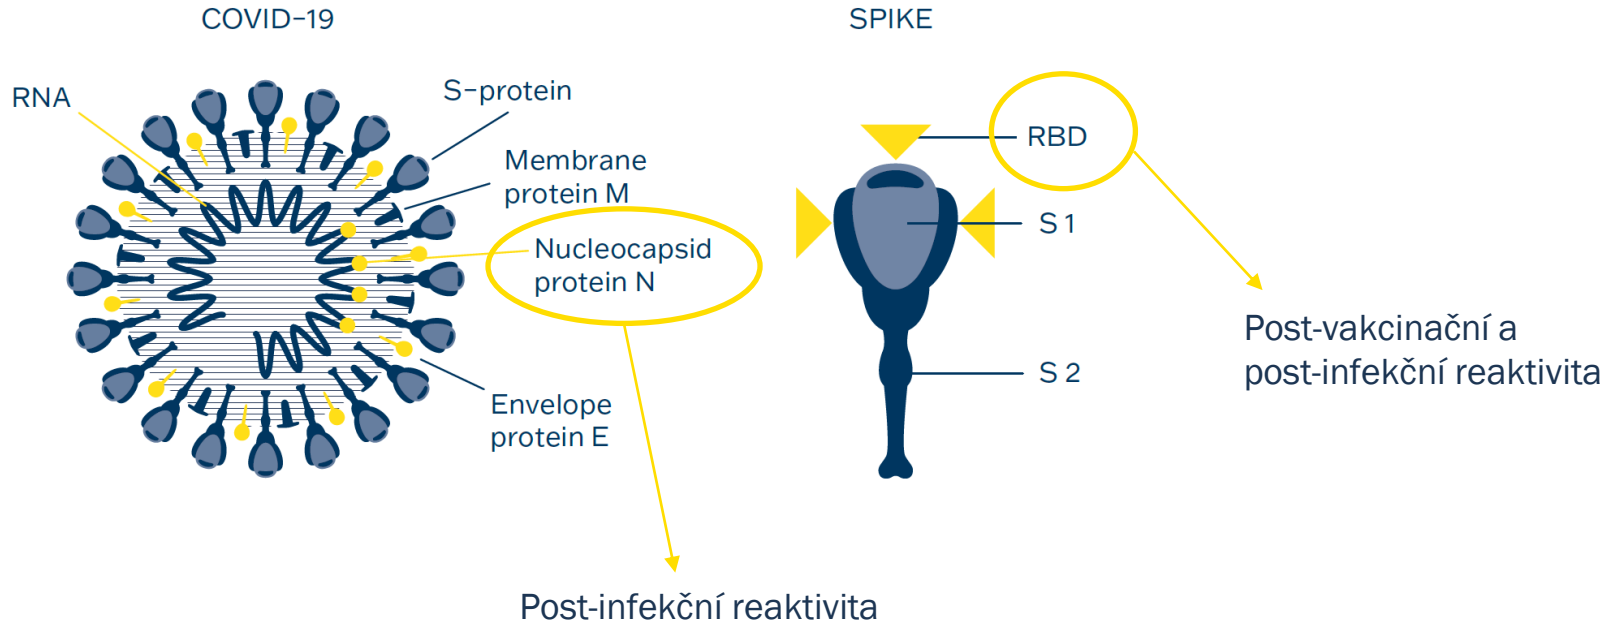 COVID-19
SPIKE
RNA
S-protein
Membrane
protein M
Nucleocapsid
protein N
Envelope
protein E
RBD
S 1
S 2
Post-vakcinační a
post-infekční reaktivita
Post-infekční reaktivita